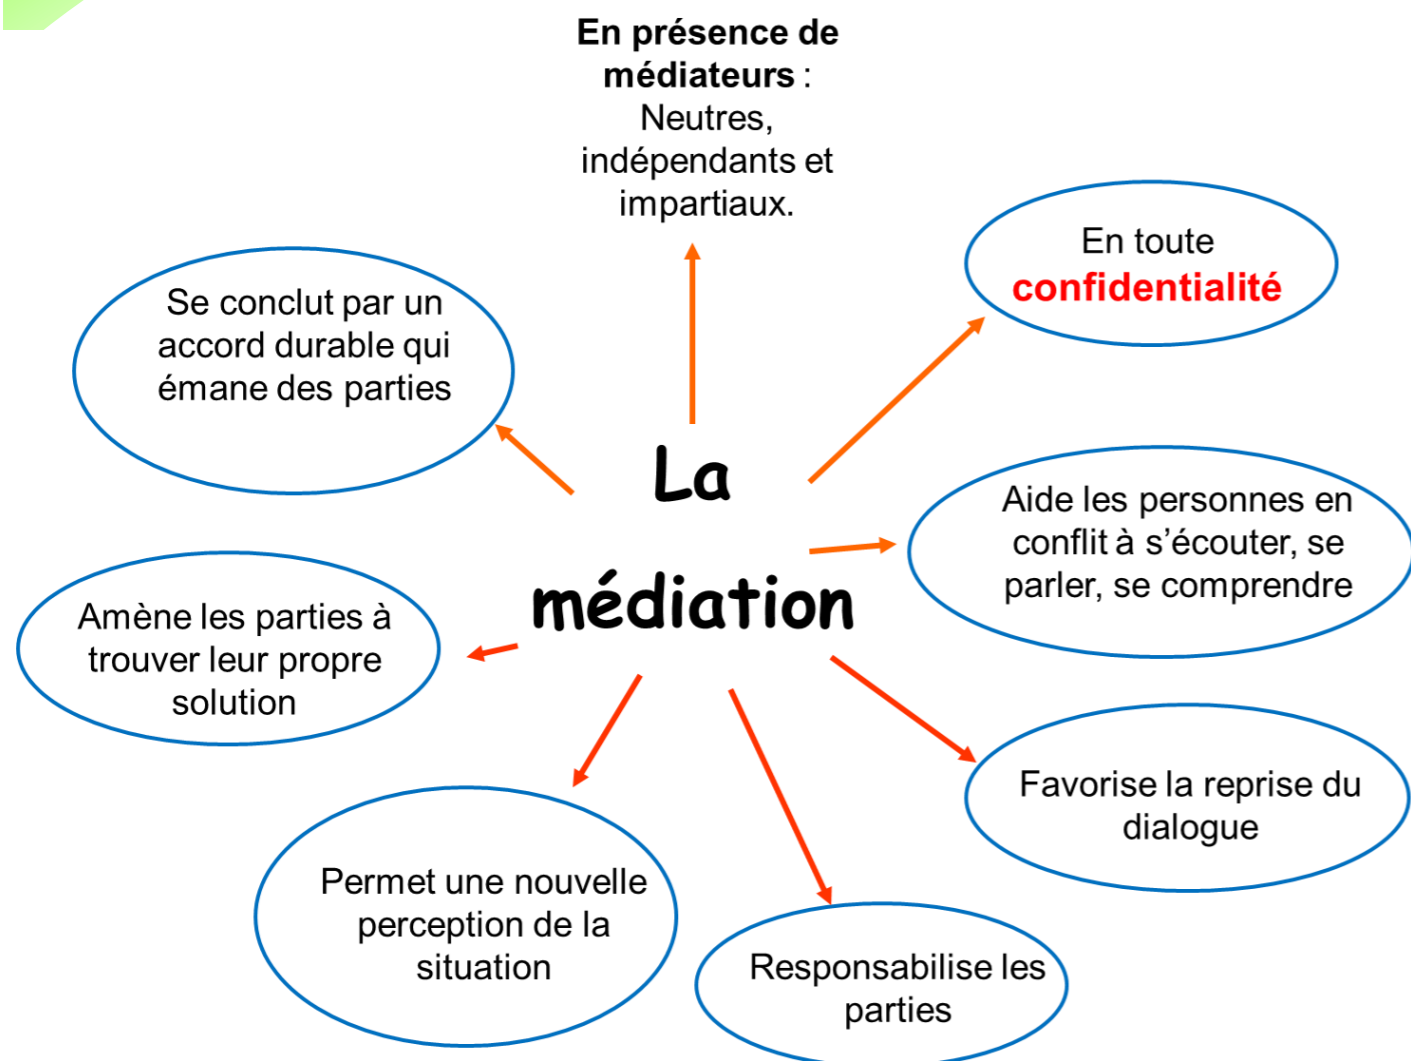 En présence de
médiateurs :
Neutres,
indépendants et
impartiaux.
En toute
confidentialité
Se conclut par un
accord durable qui
émane des parties
La
médiation
Aide les personnes en
conflit à s’écouter, se
parler, se comprendre
Amène les parties à
trouver leur propre
solution
Favorise la reprise du
dialogue
Permet une nouvelle
perception de la
situation
Responsabilise les
parties